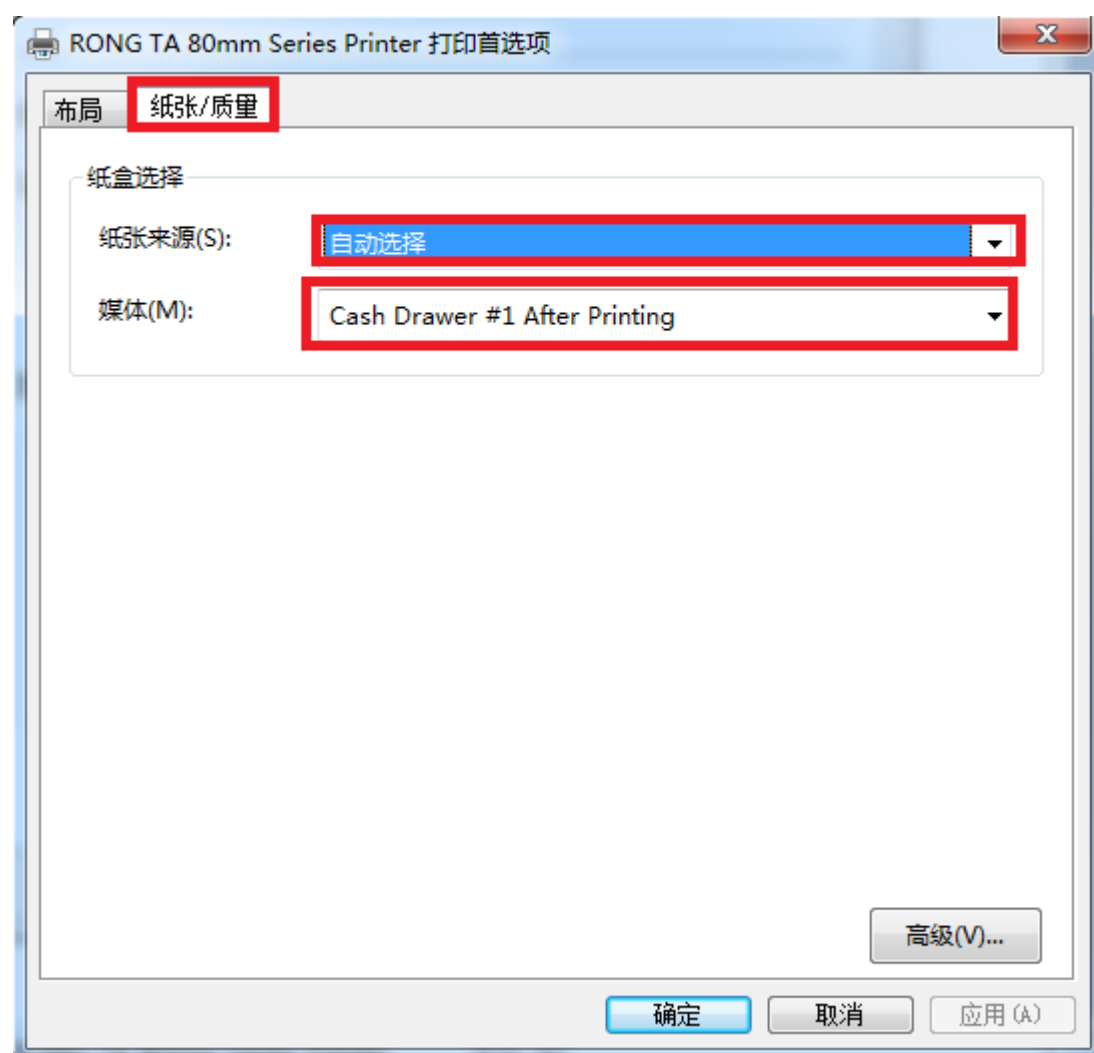 RONG TA 80mm Series Printer 打印首选项
布局 纸张/质量
纸盒选择
纸张来源(S): 自动选择
媒体(M): Cash Drawer #1 After Printing
高级(V)...
确定 取消 应用(A)